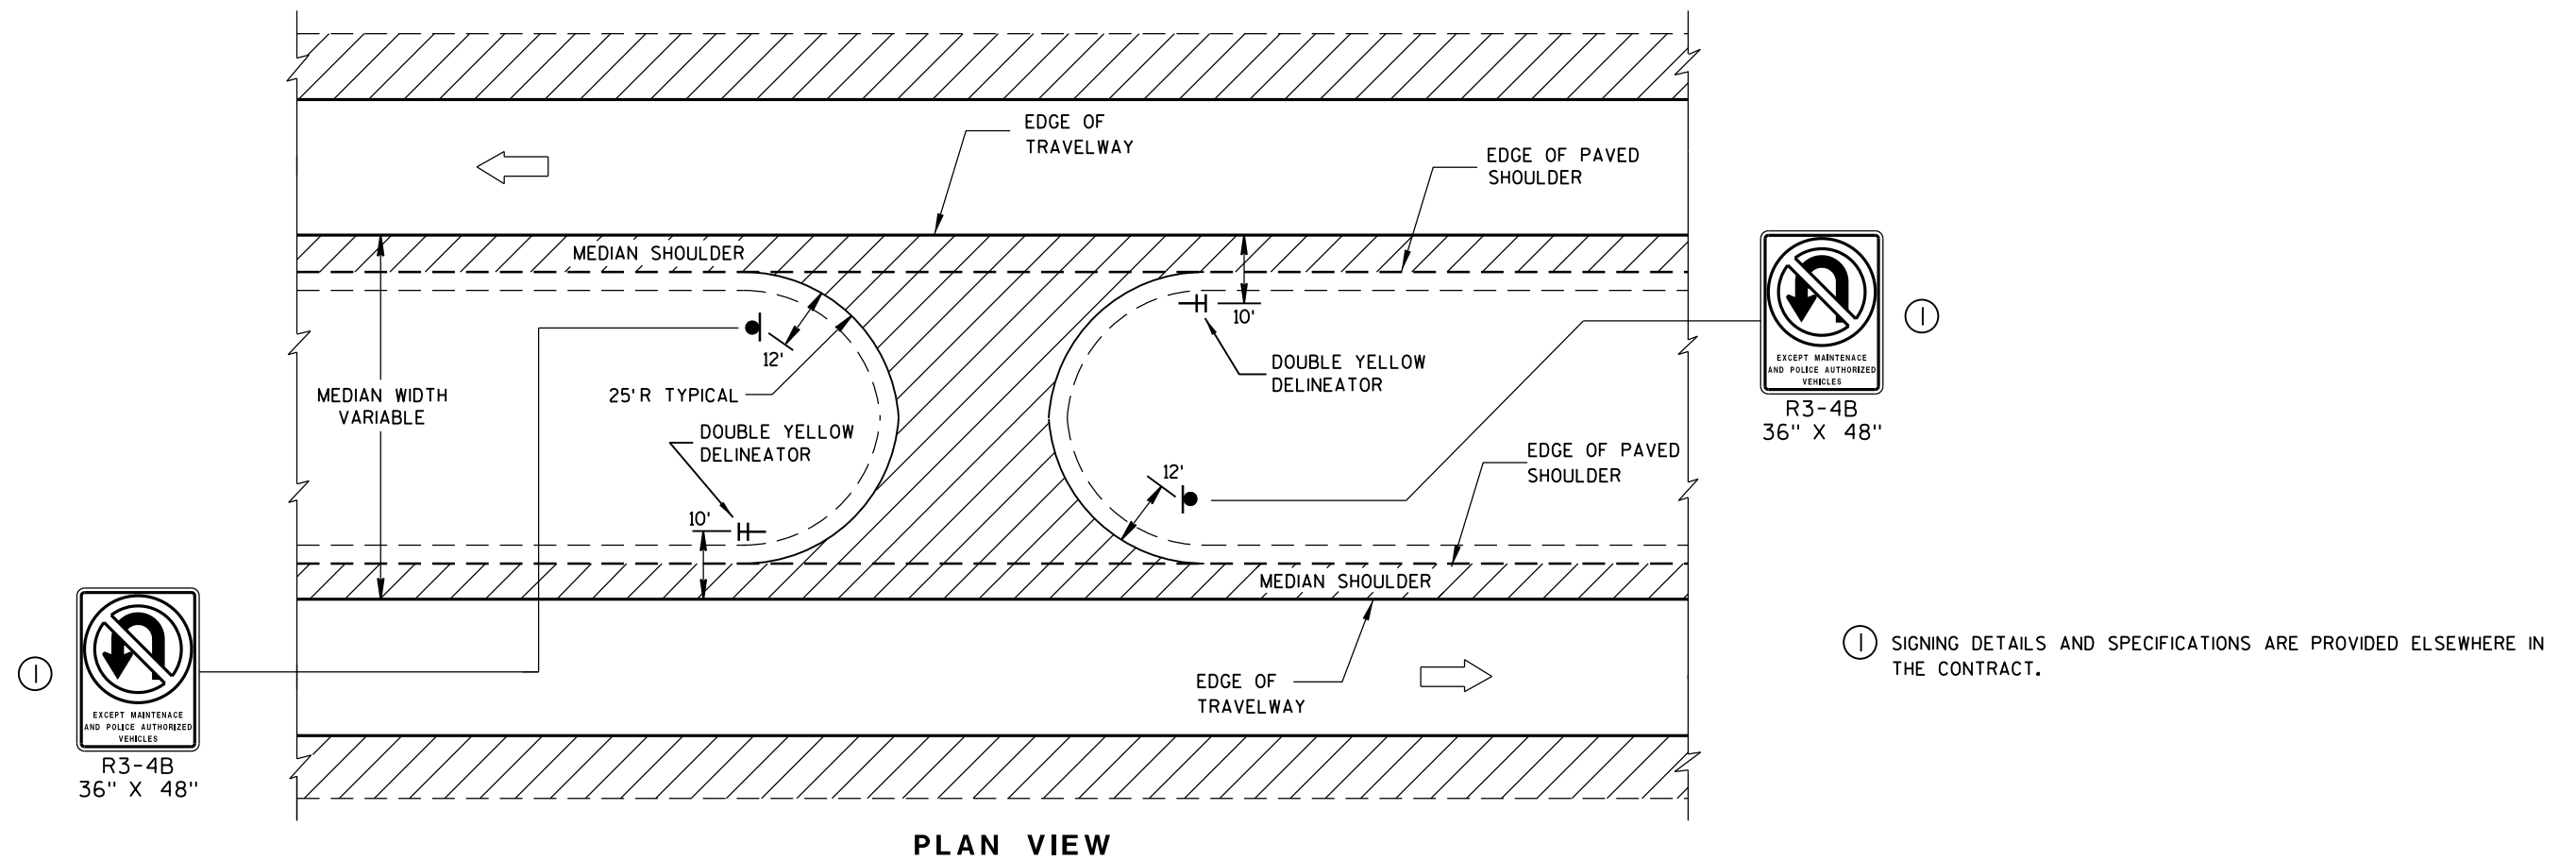 EDGE OF
TRAVELWAY
EDGE OF PAVED
SHOULDER
MEDIAN SHOULDER
10'
12'
DOUBLE YELLOW
DELINEATOR
25'R TYPICAL
MEDIAN WIDTH
VARIABLE
DOUBLE YELLOW
DELINEATOR
10'
12'
EDGE OF PAVED
SHOULDER
MEDIAN SHOULDER
EDGE OF
TRAVELWAY
EXCEPT MAINTENACE
AND POLICE AUTHORIZED
VEHICLES
R3-4B
36" X 48"
1
1
EXCEPT MAINTENACE
AND POLICE AUTHORIZED
VEHICLES
R3-4B
36" X 48"
1 SIGNING DETAILS AND SPECIFICATIONS ARE PROVIDED ELSEWHERE IN
THE CONTRACT.
PLAN VIEW